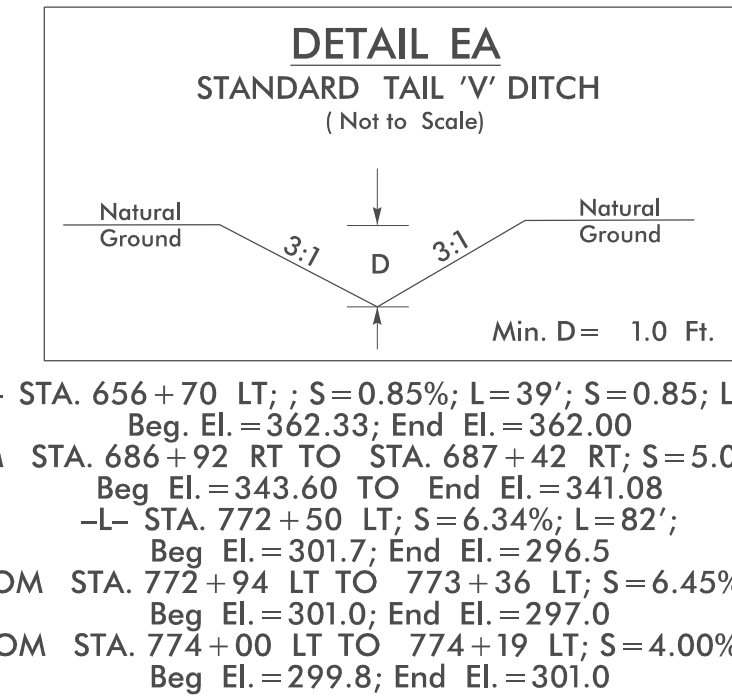 DETAIL EA
STANDARD TAIL 'V' DITCH
( Not to Scale)
Natural
Ground
3:1
D
3:1
Natural
Ground
Min. D= 1.0 Ft.
STA. 656+70 LT; ; S=0.85%; L=39'; S=0.85; L
Beg. El.=362.33; End El.=362.00
STA. 686+92 RT TO STA. 687+42 RT; S=5.0
Beg El.=343.60 TO End El.=341.08
–L– STA. 772+50 LT; S=6.34%; L=82';
Beg El.=301.7; End El.=296.5
OM STA. 772+94 LT TO 773+36 LT; S=6.45%
Beg El.=301.0; End El.=297.0
OM STA. 774+00 LT TO 774+19 LT; S=4.00%
Beg El.=299.8; End El.=301.0